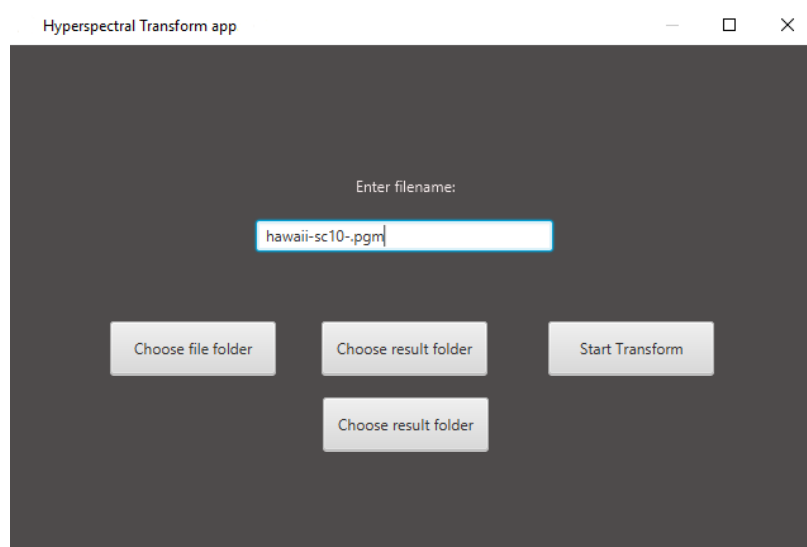 Hyperspectral Transform app
Enter filename:
hawaii-sc10-.pgm
Choose file folder
Choose result folder
Start Transform
Choose result folder